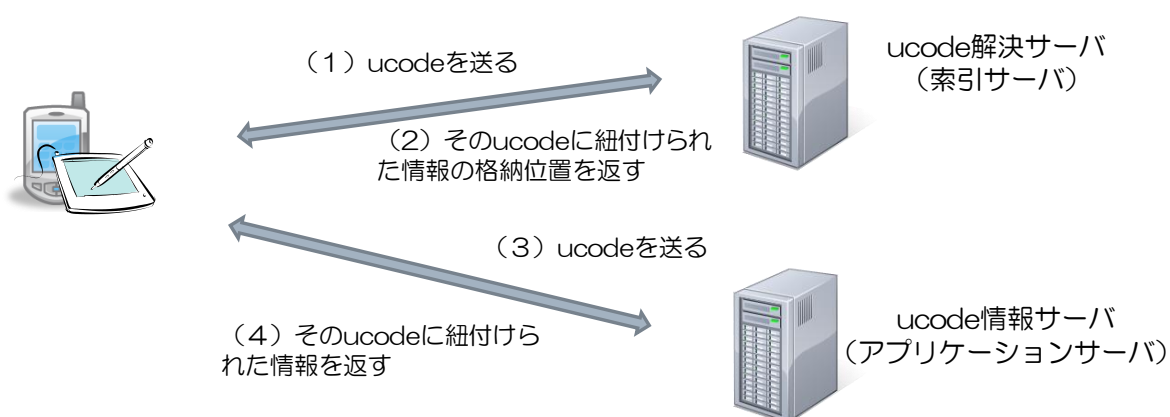 （1）ucodeを送る
ucode解決サーバ
（索引サーバ）
（2）そのucodeに紐付けられ
た情報の格納位置を返す
（3）ucodeを送る
（4）そのucodeに紐付けら
れた情報を返す
ucode情報サーバ
（アプリケーションサーバ）